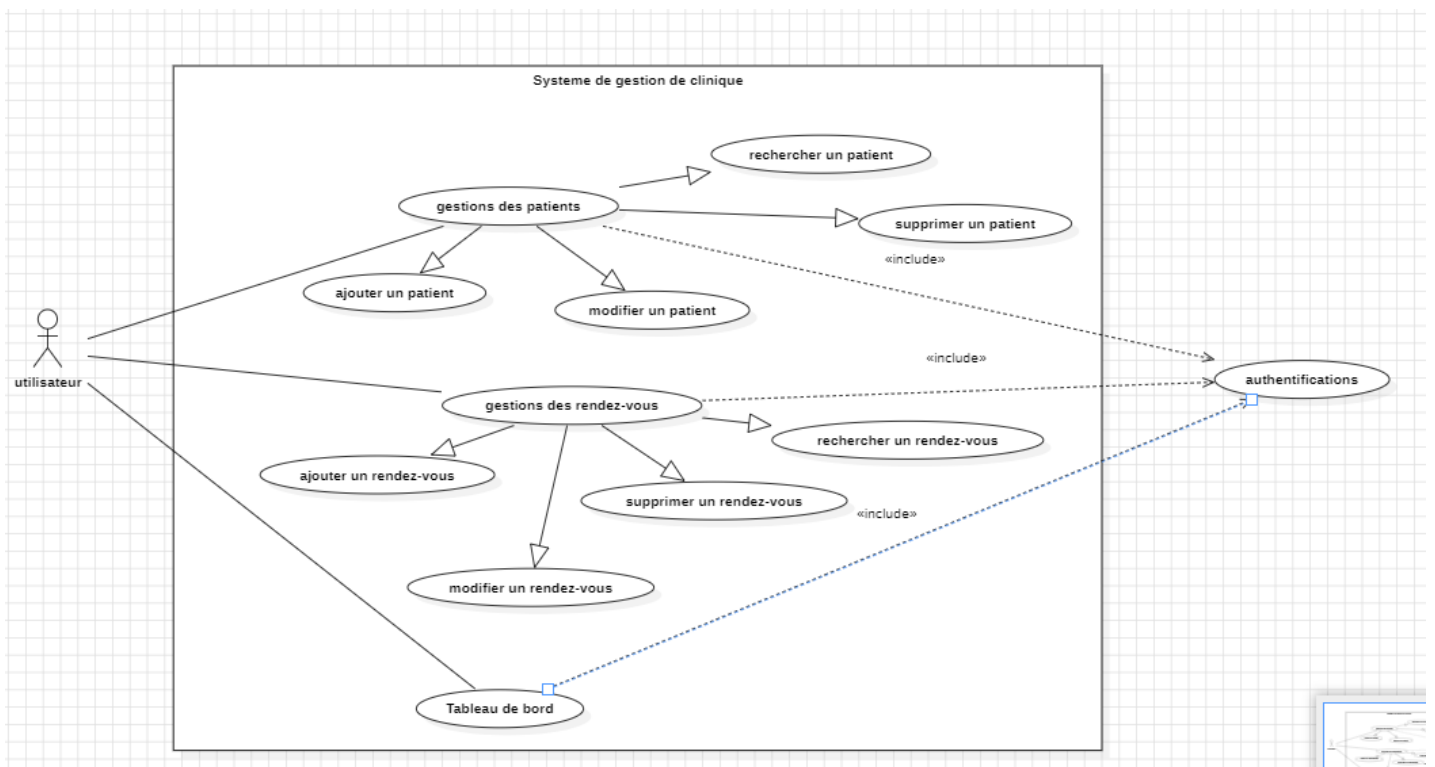 Systeme de gestion de clinique
rechercher un patient
gestions des patients
supprimer un patient
«include»
ajouter un patient
modifier un patient
«include»
utilisateur
authentifications
gestions des rendez-vous
rechercher un rendez-vous
ajouter un rendez-vous
supprimer un rendez-vous
«include»
modifier un rendez-vous
Tableau de bord